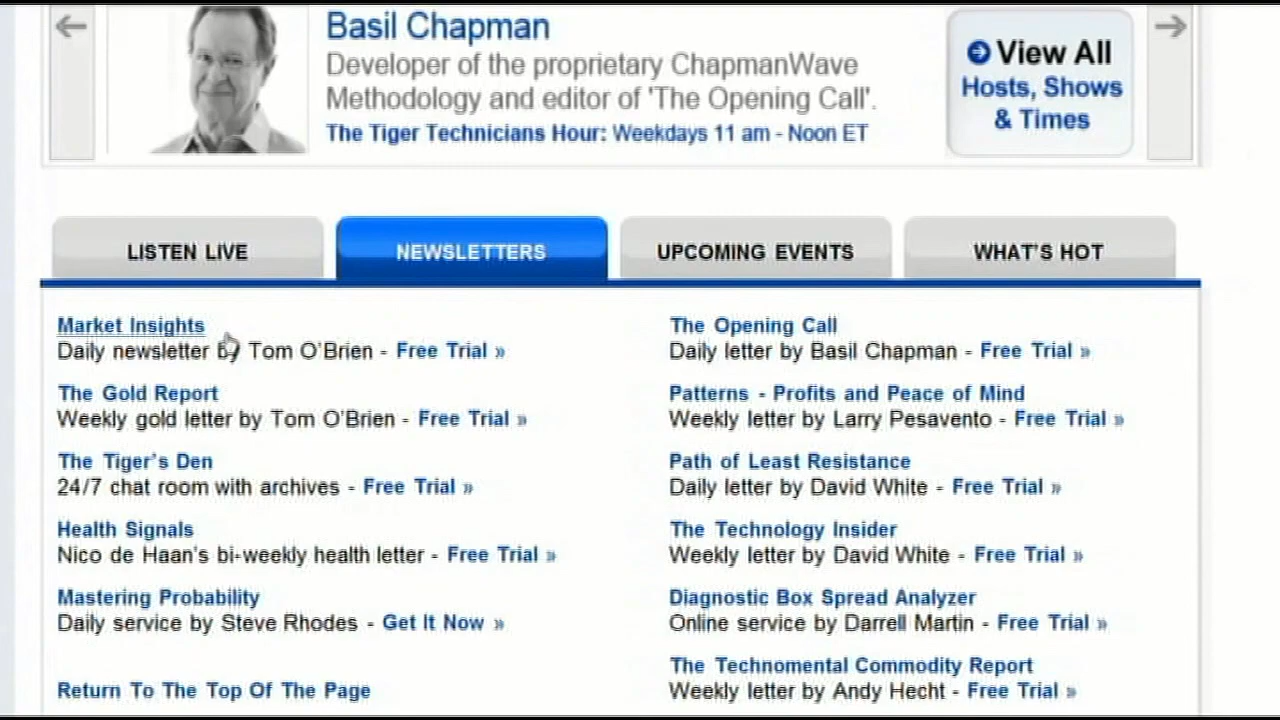 Basil Chapman
Developer of the proprietary ChapmanWave
Methodology and editor of 'The Opening Call'.
The Tiger Technicians Hour: Weekdays 11 am - Noon ET
View All
Hosts, Shows
& Times
LISTEN LIVE
NEWSLETTERS
UPCOMING EVENTS
WHAT'S HOT
Market Insights
Daily newsletter by Tom O'Brien - Free Trial »
The Gold Report
Weekly gold letter by Tom O'Brien - Free Trial »
The Tiger's Den
24/7 chat room with archives - Free Trial »
Health Signals
Nico de Haan's bi-weekly health letter - Free Trial »
Mastering Probability
Daily service by Steve Rhodes - Get It Now »
Return To The Top Of The Page
The Opening Call
Daily letter by Basil Chapman - Free Trial »
Patterns - Profits and Peace of Mind
Weekly letter by Larry Pesavento - Free Trial »
Path of Least Resistance
Daily letter by David White - Free Trial »
The Technology Insider
Weekly letter by David White - Free Trial »
Diagnostic Box Spread Analyzer
Online service by Darrell Martin - Free Trial »
The Technomental Commodity Report
Weekly letter by Andy Hecht - Free Trial »